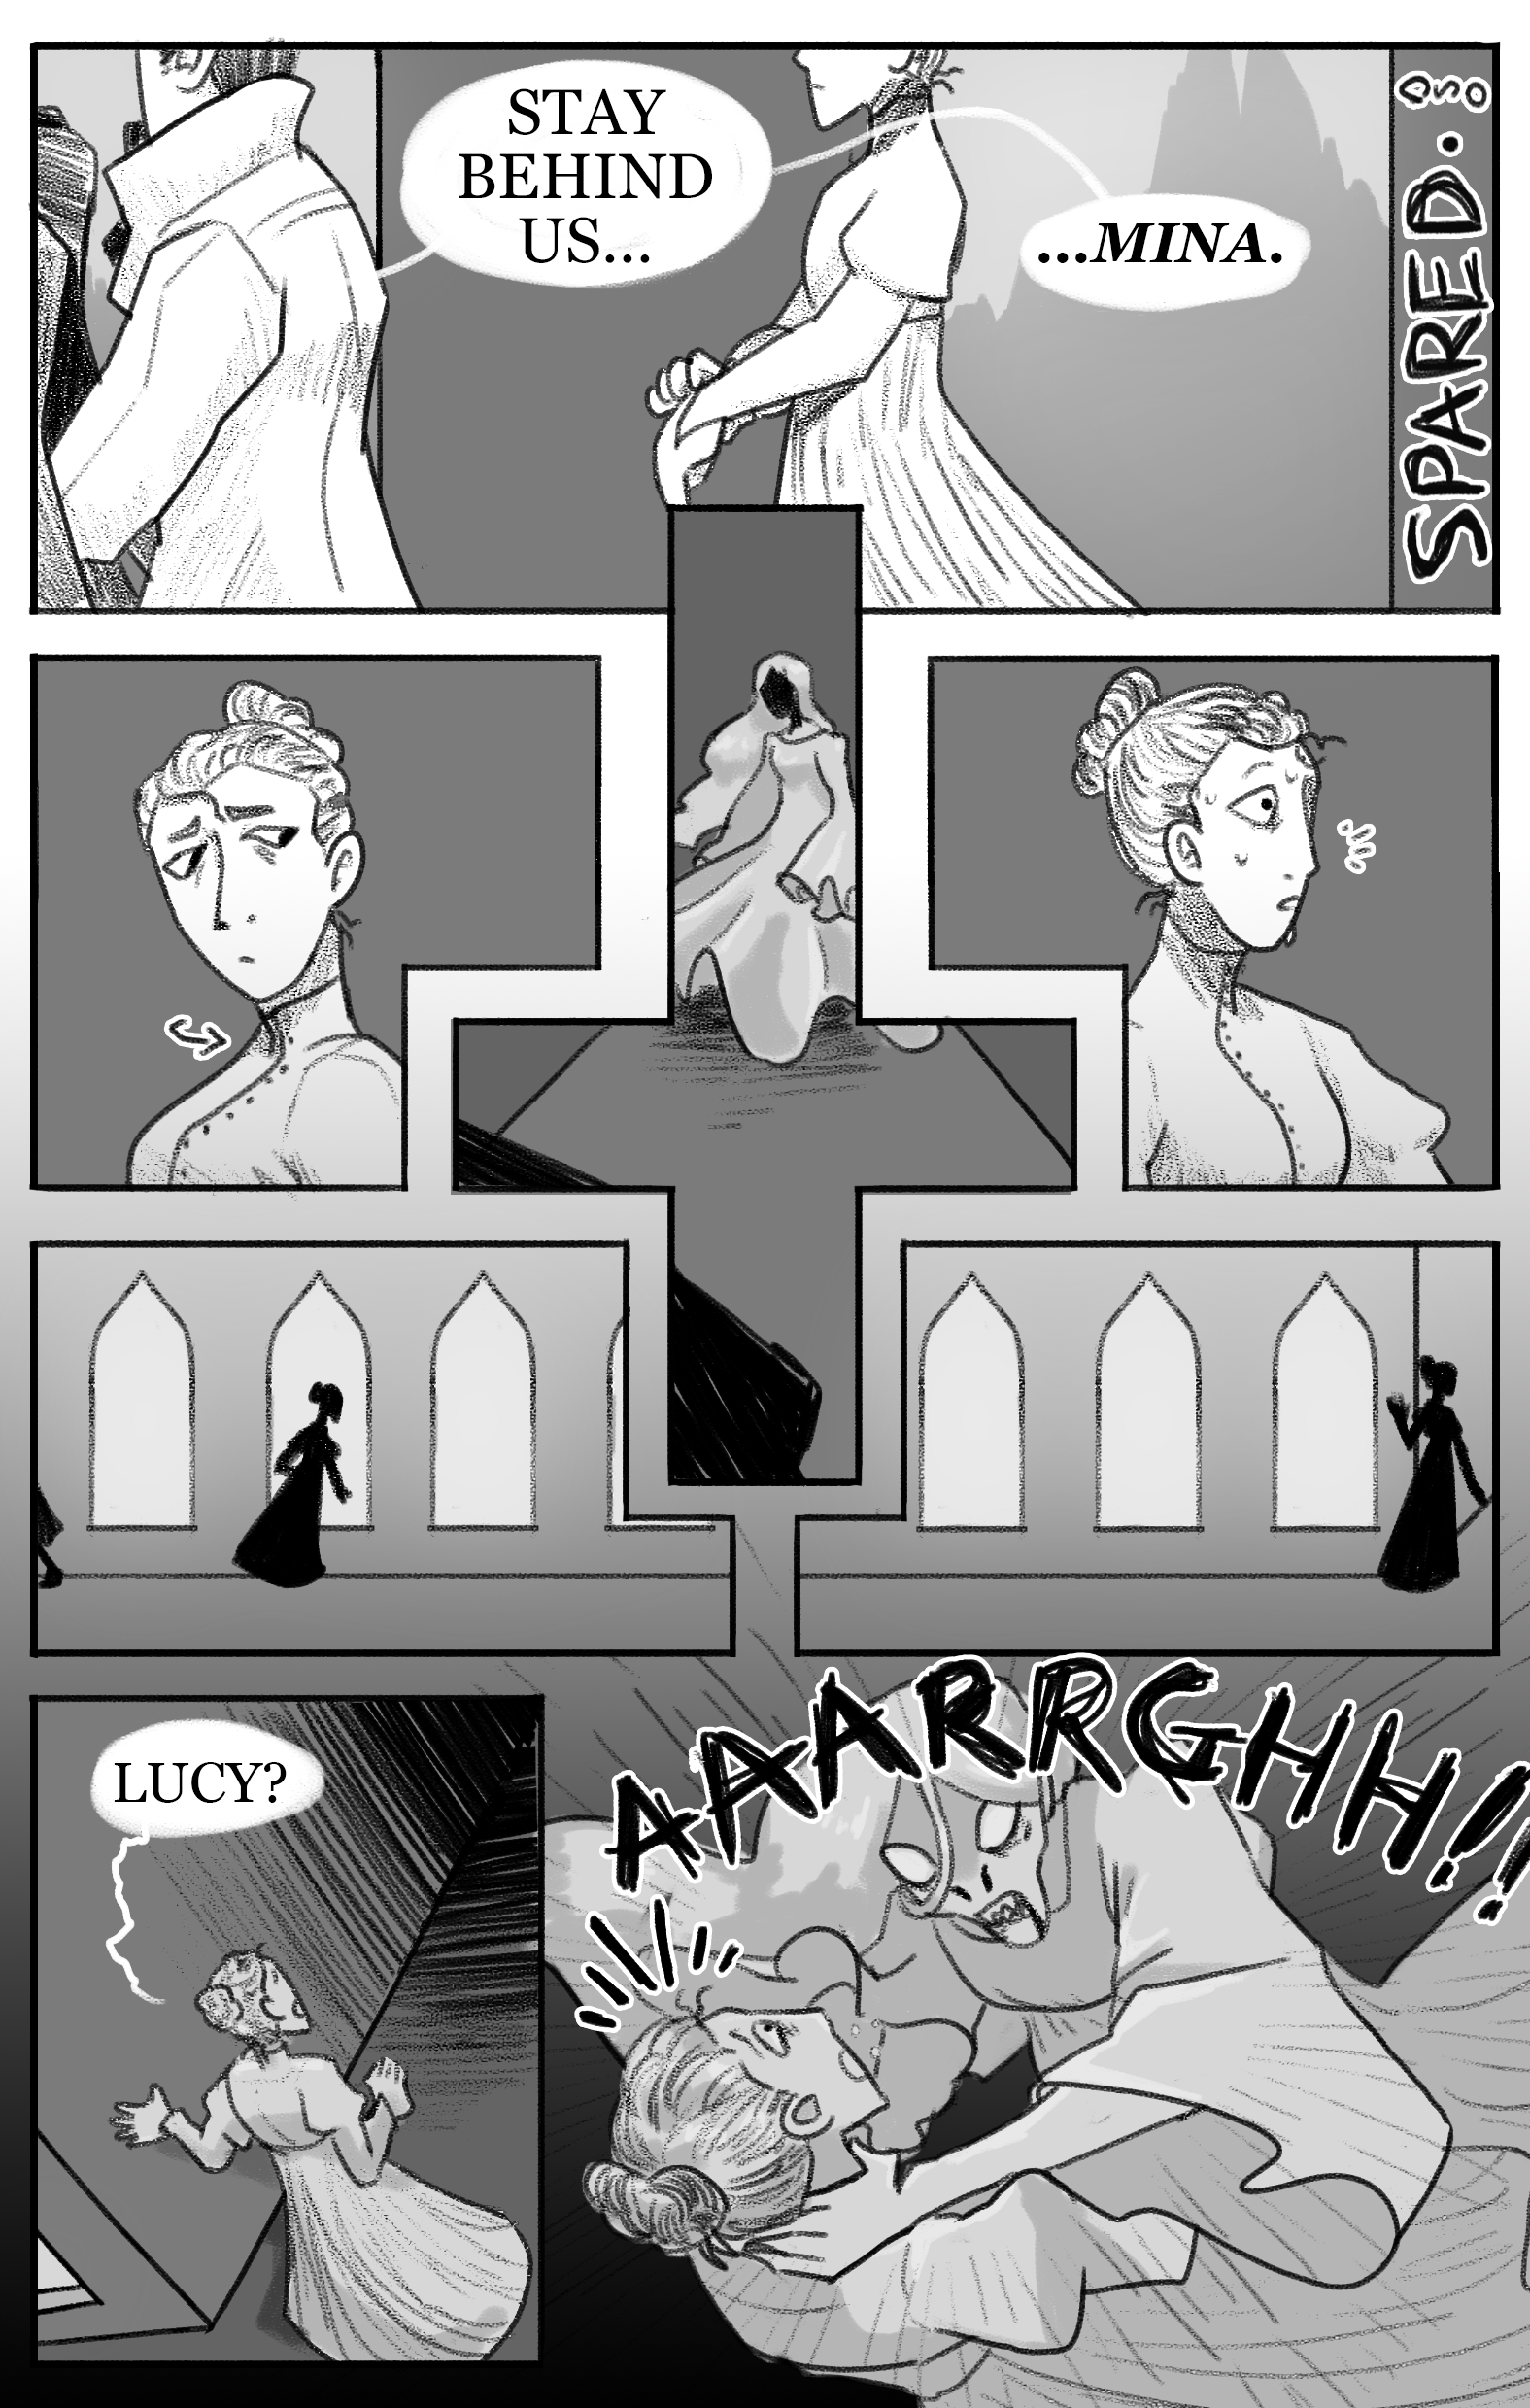 STAY
BEHIND
US...
...MINA.
SPARED.
LUCY?
AAARRGHH!!